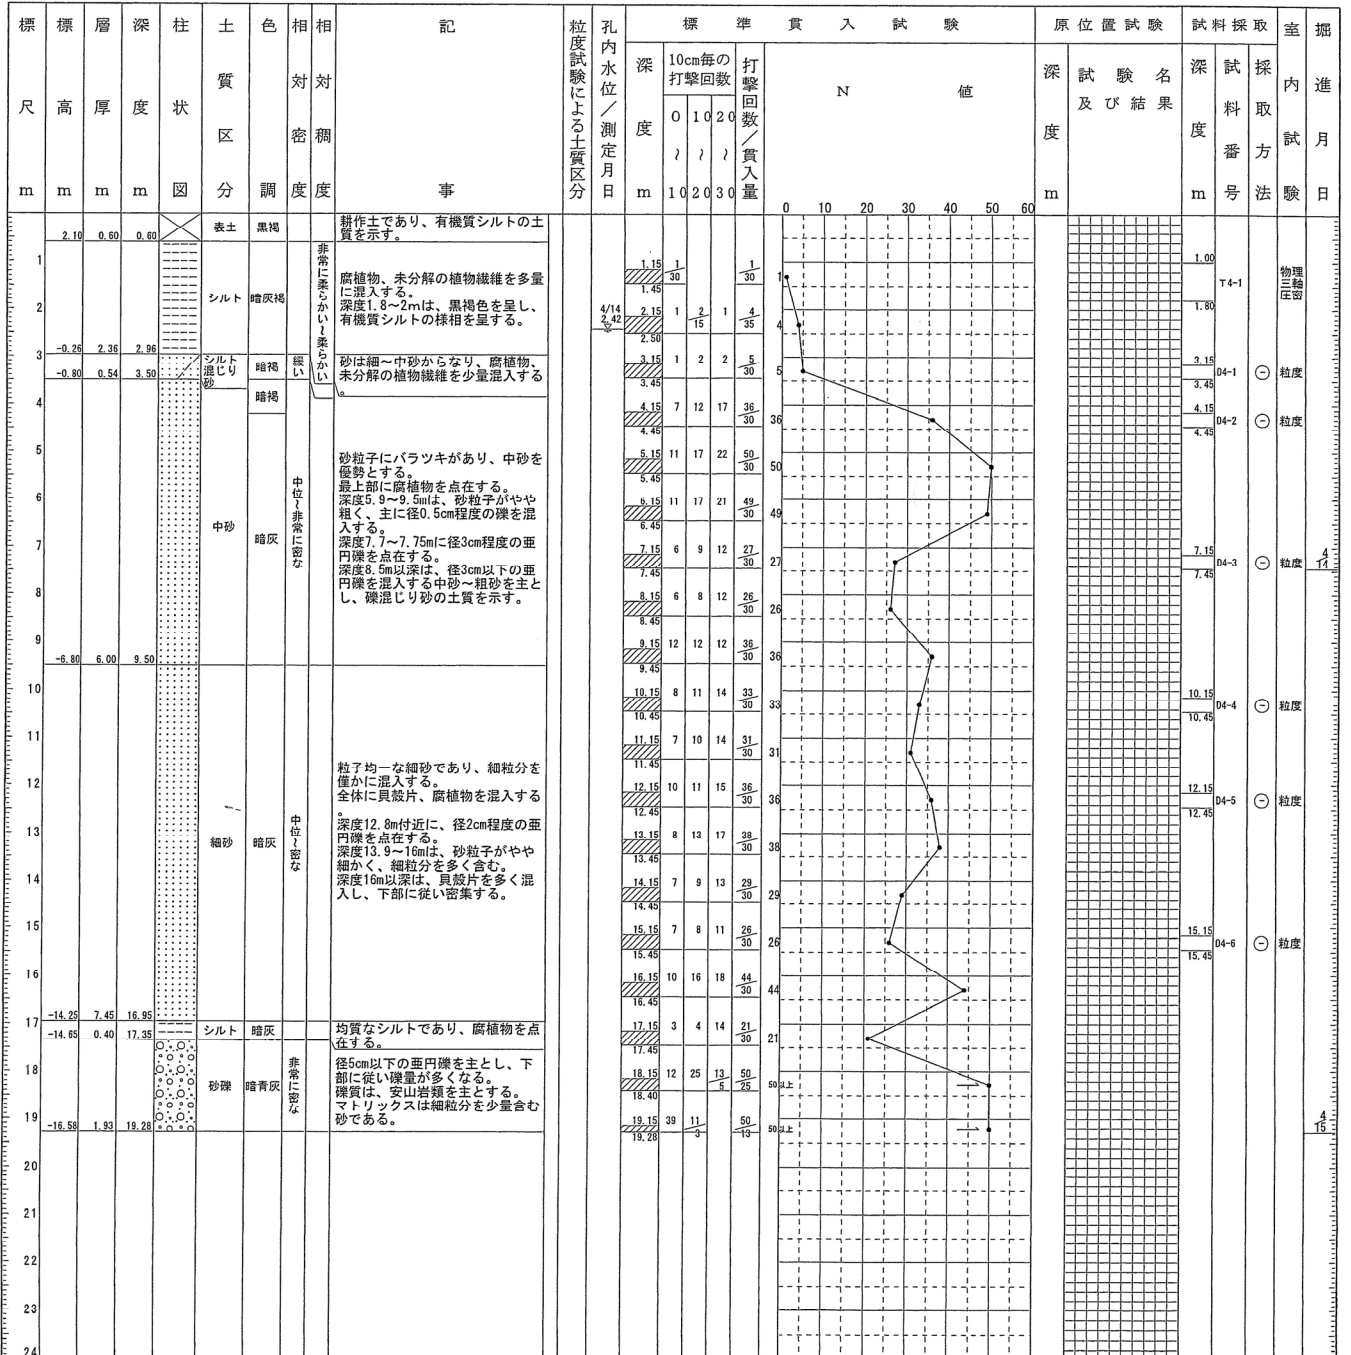 標尺 m
標高 m
層厚 m
深度 m
柱状図
土質区分
色調
相対密度
相対稠度
記事
粒度試験による土質区分
孔内水位／測定月日
標準貫入試験
深度 m
10cm毎の
打撃回数
0 10 20
～ ～ ～
10 20 30
打撃回数／貫入量
N 値
0 10 20 30 40 50 60
原位置試験
深度 m
試験名
及び結果
試料採取
深度 m
試料番号
採取方法
室内試験
掘進月日
2.10 0.60 0.60 表土 黒褐
耕作土であり、有機質シルトの土
質を示す。
-0.26 2.36 2.96 シルト 暗灰褐
非常に柔らかい～柔らかい
腐植物、未分解の植物繊維を多量
に混入する。
深度1.8～2mは、黒褐色を呈し、
有機質シルトの様相を呈する。
-0.80 0.54 3.50
シルト
混じり
砂
暗褐
緩い
砂は細～中砂からなり、腐植物、
未分解の植物繊維を少量混入する
。
暗褐
-6.80 6.00 9.50 中砂 暗灰
中位～非常に密な
砂粒子にバラツキがあり、中砂を
優勢とする。
最上部に腐植物を点在する。
深度5.9～9.5mは、砂粒子がやや
粗く、主に径0.5cm程度の礫を混
入する。
深度7.7～7.75mに径3cm程度の亜
円礫を点在する。
深度8.5m以深は、径3cm以下の亜
円礫を混入する中砂～粗砂を主と
し、礫混じり砂の土質を示す。
-14.25 7.45 16.95 細砂 暗灰
中位～密な
粒子均一な細砂であり、細粒分を
僅かに混入する。
全体に貝殻片、腐植物を混入する
。
深度12.8m付近に、径2cm程度の亜
円礫を点在する。
深度13.9～16mは、砂粒子がやや
細かく、細粒分を多く含む。
深度16m以深は、貝殻片を多く混
入し、下部に従い密集する。
-14.65 0.40 17.35 シルト 暗灰
均質なシルトであり、腐植物を点
在する。
-16.58 1.93 19.28 砂礫 暗青灰
非常に密な
径5cm以下の亜円礫を主とし、下
部に従い礫量が多くなる。
礫質は、安山岩類を主とする。
マトリックスは細粒分を少量含む
砂である。
1
2
3
4
5
6
7
8
9
10
11
12
13
14
15
16
17
18
19
20
21
22
23
24
4/14
2.42
1.15 1/30 1/30 1
1.45
2.15 1 2/15 1 4/35 4
2.50
3.15 1 2 2 5/30 5
3.45
4.15 7 12 17 36/30 36
4.45
5.15 11 17 22 50/30 50
5.45
6.15 11 17 21 49/30 49
6.45
7.15 6 9 12 27/30 27
7.45
8.15 6 8 12 26/30 26
8.45
9.15 12 12 12 36/30 36
9.45
10.15 8 11 14 33/30 33
10.45
11.15 7 10 14 31/30 31
11.45
12.15 10 11 15 36/30 36
12.45
13.15 8 13 17 38/30 38
13.45
14.15 7 9 13 29/30 29
14.45
15.15 7 8 11 26/30 26
15.45
16.15 10 16 18 44/30 44
16.45
17.15 3 4 14 21/30 21
17.45
18.15 12 25 13/5 50/25 50以上
18.40
19.15 39 11/3 50/13 50以上
19.28
1.00
T4-1
1.80
物理
三軸
圧密
3.15
D4-1 粒度
3.45
4.15
D4-2 粒度
4.45
7.15
D4-3 粒度
7.45
10.15
D4-4 粒度
10.45
12.15
D4-5 粒度
12.45
15.15
D4-6 粒度
15.45
4/14
4/15